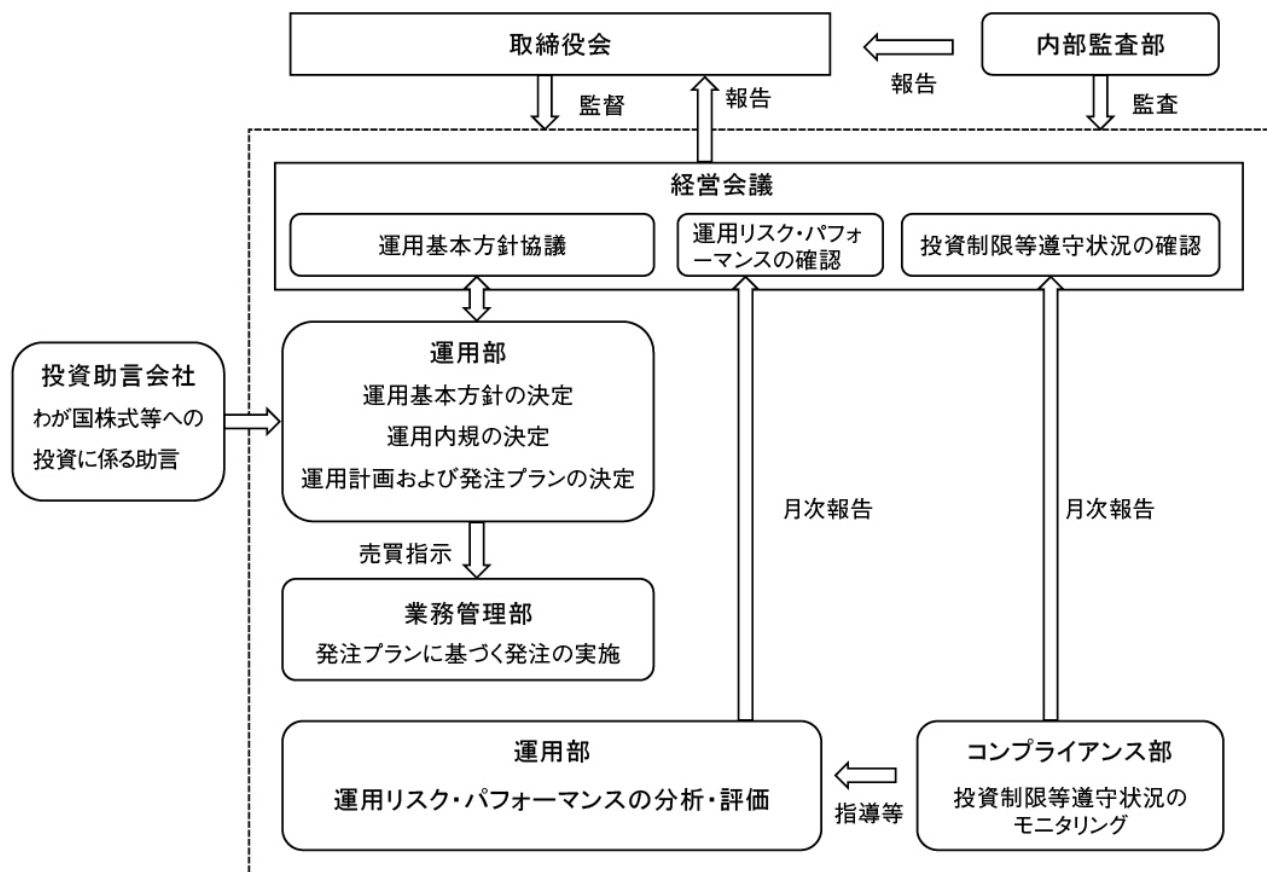 取締役会
内部監査部
報告
監督
報告
監査
経営会議
運用基本方針協議
運用リスク・パフォ
ーマンスの確認
投資制限等遵守状況の確認
投資助言会社
わが国株式等への
投資に係る助言
運用部
運用基本方針の決定
運用内規の決定
運用計画および発注プランの決定
売買指示
月次報告
月次報告
業務管理部
発注プランに基づく発注の実施
運用部
運用リスク・パフォーマンスの分析・評価
指導等
コンプライアンス部
投資制限等遵守状況の
モニタリング